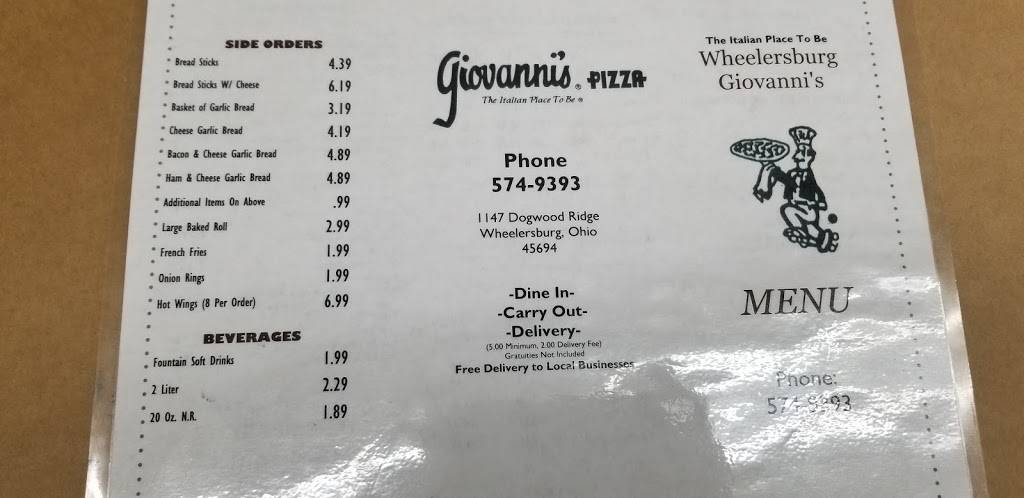 SIDE ORDERS
* Bread Sticks 4.39
* Bread Sticks W/ Cheese 6.19
* Basket of Garlic Bread 3.19
* Cheese Garlic Bread 4.19
* Bacon & Cheese Garlic Bread 4.89
* Ham & Cheese Garlic Bread 4.89
* Additional Items On Above .99
* Large Baked Roll 2.99
* French Fries 1.99
* Onion Rings 1.99
* Hot Wings (8 Per Order) 6.99
BEVERAGES
* Fountain Soft Drinks 1.99
* 2 Liter 2.29
* 20 Oz. N.R. 1.89
Giovanni's® PIZZA
The Italian Place To Be ®
Phone
574-9393
1147 Dogwood Ridge
Wheelersburg, Ohio
45694
-Dine In-
-Carry Out-
-Delivery-
(5.00 Minimum, 2.00 Delivery Fee)
Gratuities Not Included
Free Delivery to Local Businesses
The Italian Place To Be
Wheelersburg
Giovanni's
MENU
Phone:
574-9393